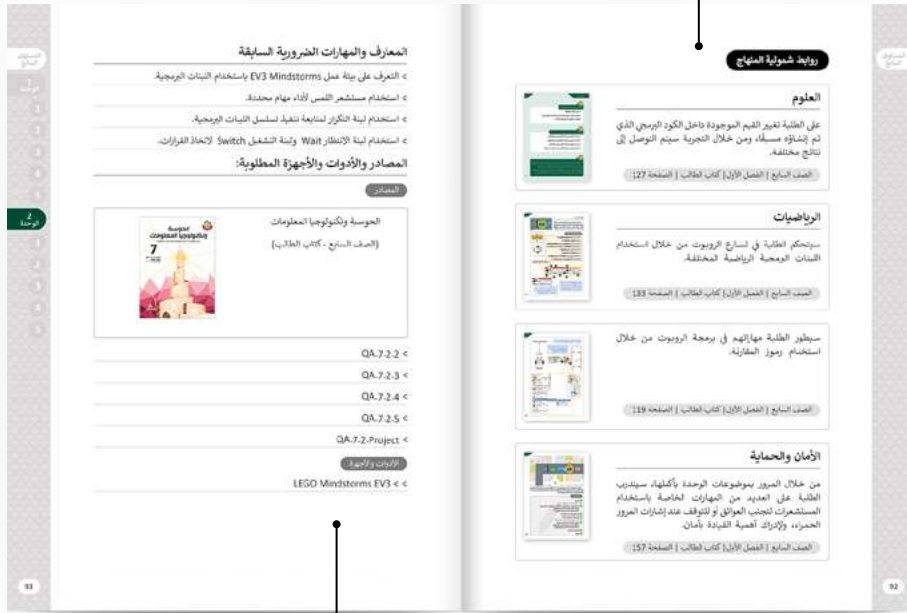 روابط شمولية المنهاج
العلوم
على الطلبة تغيير القيم الموجودة داخل الكود البرمجي الذي
تم إنشاؤه مسبقًا، ومن خلال التجربة سيتم التوصل إلى
نتائج مختلفة.
الصف السابع | الفصل الأول | كتاب الطالب | الصفحة 127
الرياضيات
سيتحكم الطلبة في تسارع الروبوت من خلال استخدام
اللبنات البرمجية الرياضية المختلفة.
الصف السابع | الفصل الأول | كتاب الطالب | الصفحة 133
سيطور الطلبة مهاراتهم في برمجة الروبوت من خلال
استخدام رموز المقارنة.
الصف السابع | الفصل الأول | كتاب الطالب | الصفحة 119
الأمان والحماية
من خلال المرور بموضوعات الوحدة بأكملها، سيتدرب
الطلبة على العديد من المهارات الخاصة باستخدام
المستشعرات لتجنب العوائق أو للتوقف عند إشارات المرور
الحمراء، ولإدراك أهمية القيادة بأمان.
الصف السابع | الفصل الأول | كتاب الطالب | الصفحة 157
92
المعارف والمهارات الضرورية السابقة
> التعرف على بيئة عمل EV3 Mindstorms باستخدام اللبنات البرمجية.
> استخدام مستشعر اللمس لأداء مهام محددة.
> استخدام لبنة التكرار لمتابعة تنفيذ تسلسل اللبنات البرمجية.
> استخدام لبنة الانتظار Wait ولبنة التشغيل Switch لاتخاذ القرارات.
المصادر والأدوات والأجهزة المطلوبة:
المصادر
الحوسبة وتكنولوجيا المعلومات
(الصف السابع - كتاب الطالب)
الحوسبة
وتكنولوجيا المعلومات
7
QA.7-2-2 <
QA.7-2-3 <
QA.7-2-4 <
QA.7-2-5 <
QA.7-2-Project <
الأدوات والأجهزة
LEGO Mindstorms EV3 < <
2
الوحدة
93